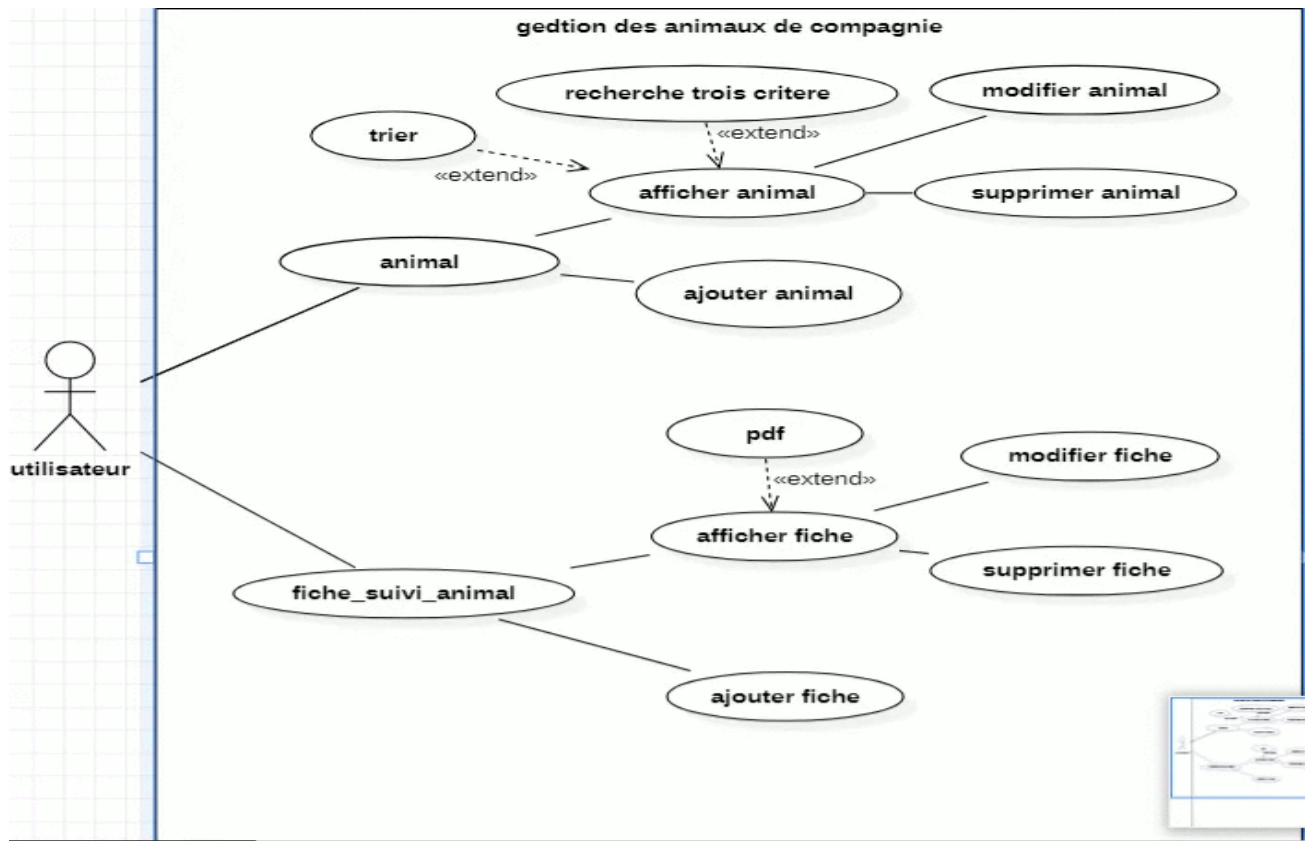 gedtion des animaux de compagnie
recherche trois critere
modifier animal
trier
«extend»
«extend»
afficher animal
supprimer animal
animal
ajouter animal
utilisateur
pdf
modifier fiche
«extend»
afficher fiche
supprimer fiche
fiche_suivi_animal
ajouter fiche